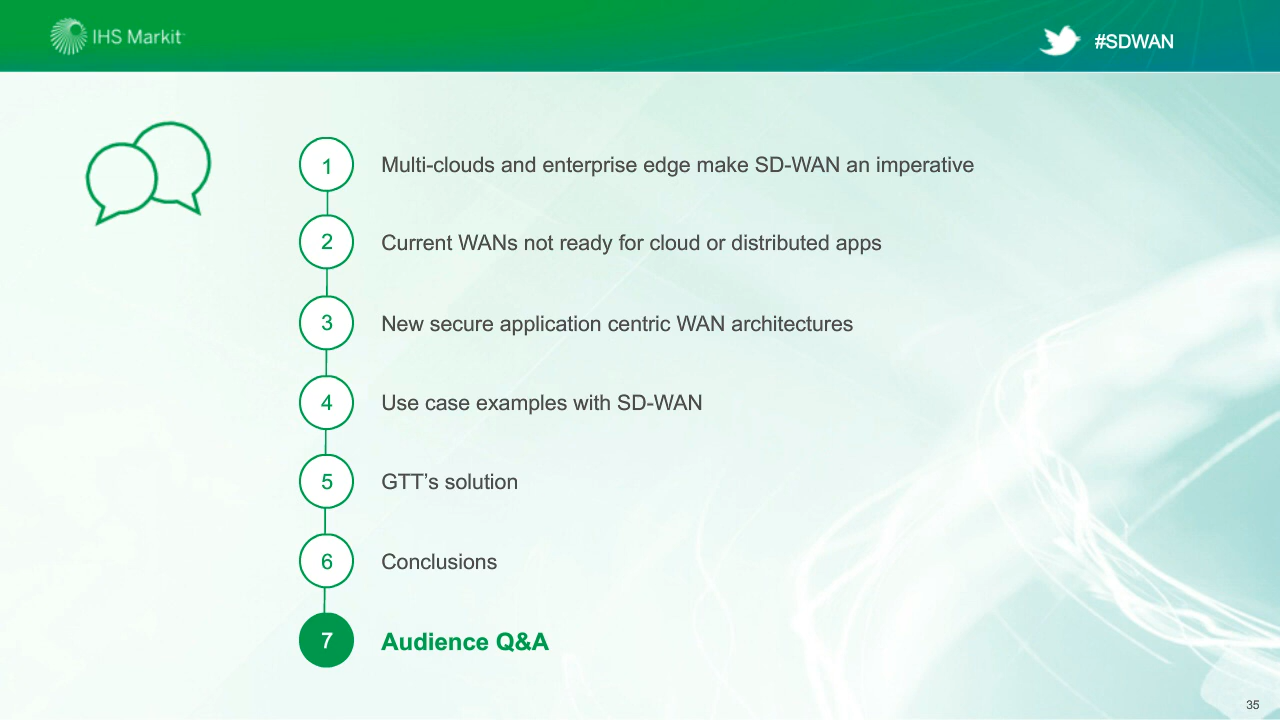 IHS Markit
#SDWAN
1 Multi-clouds and enterprise edge make SD-WAN an imperative
2 Current WANs not ready for cloud or distributed apps
3 New secure application centric WAN architectures
4 Use case examples with SD-WAN
5 GTT’s solution
6 Conclusions
7 Audience Q&A
35